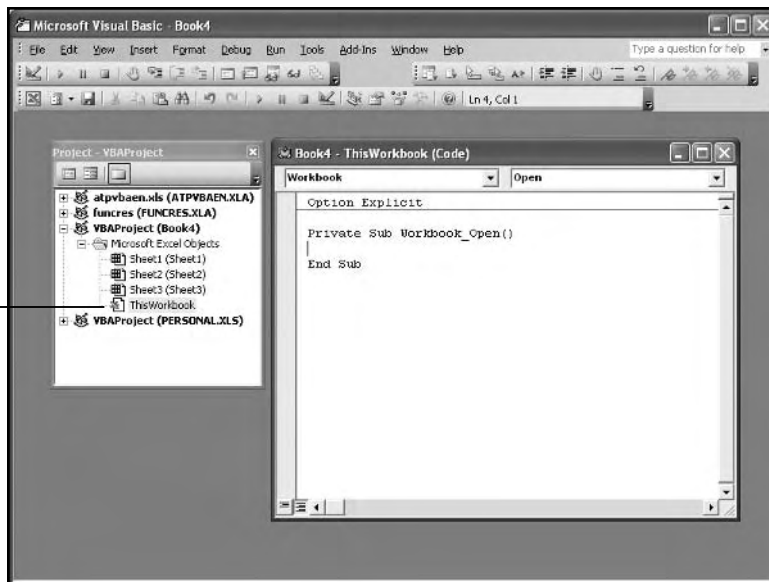 Microsoft Visual Basic - Book4
File Edit View Insert Format Debug Run Tools Add-Ins Window Help
Type a question for help
Ln 4, Col 1
Project - VBAProject
atpvbaen.xls (ATPVBAEN.XLA)
funcres (FUNCRES.XLA)
VBAProject (Book4)
Microsoft Excel Objects
Sheet1 (Sheet1)
Sheet2 (Sheet2)
Sheet3 (Sheet3)
ThisWorkbook
VBAProject (PERSONAL.XLS)
Book4 - ThisWorkbook (Code)
Workbook
Open
Option Explicit
Private Sub Workbook_Open()
End Sub